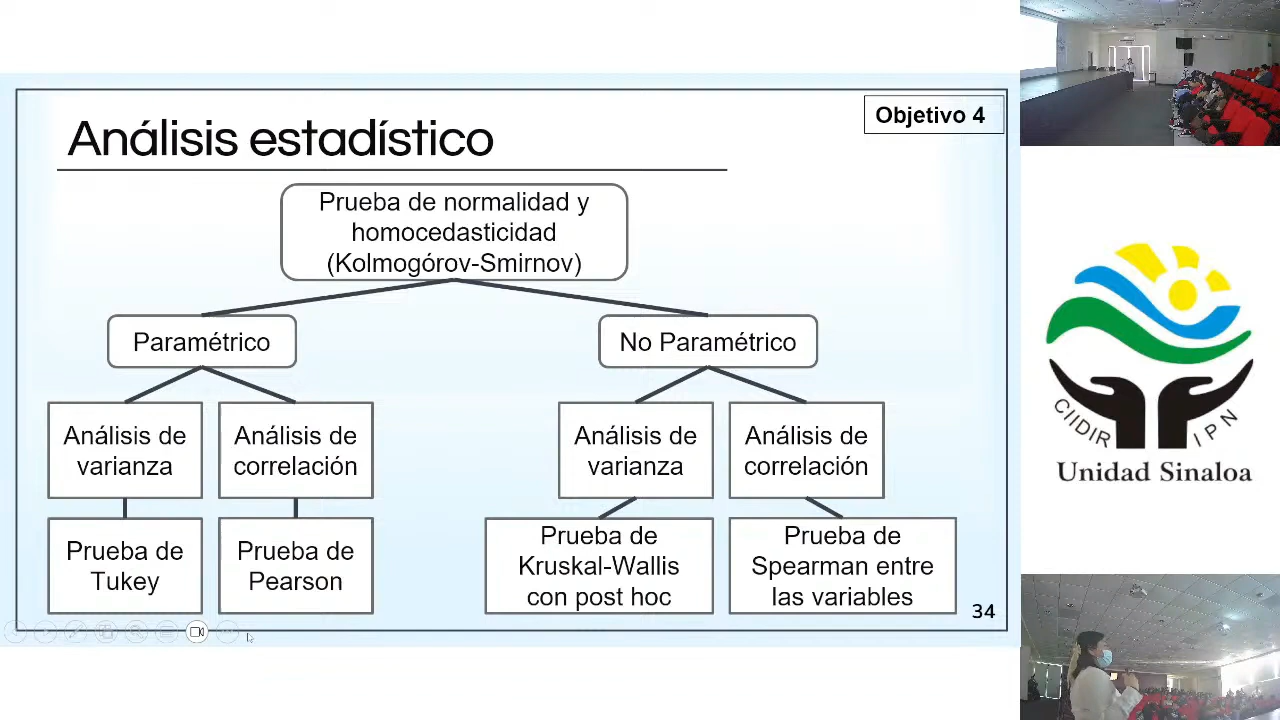 Objetivo 4
Análisis estadístico
Prueba de normalidad y
homocedasticidad
(Kolmogórov-Smirnov)
Paramétrico
No Paramétrico
Análisis de
varianza
Análisis de
correlación
Análisis de
varianza
Análisis de
correlación
Prueba de
Tukey
Prueba de
Pearson
Prueba de
Kruskal-Wallis
con post hoc
Prueba de
Spearman entre
las variables
34
CIIDIR IPN
Unidad Sinaloa